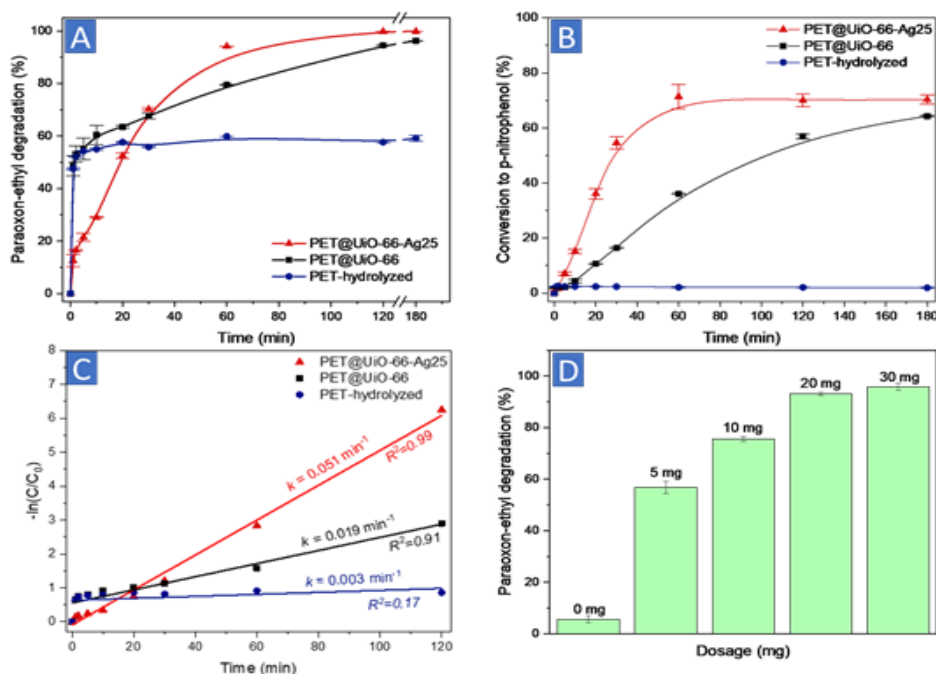 A
Paraoxon-ethyl degradation (%)
100
80
60
40
20
0
PET@UiO-66-Ag25
PET@UiO-66
PET-hydrolyzed
0 20 40 60 80 100 120 180
Time (min)
B
Conversion to p-nitrophenol (%)
100
80
60
40
20
0
PET@UiO-66-Ag25
PET@UiO-66
PET-hydrolyzed
0 20 40 60 80 100 120 140 160 180
Time (min)
C
-ln(C/C0)
8
7
6
5
4
3
2
1
0
PET@UiO-66-Ag25
PET@UiO-66
PET-hydrolyzed
k = 0.051 min-1
R2=0.99
k = 0.019 min-1
R2=0.91
k = 0.003 min-1
R2=0.17
0 20 40 60 80 100 120
Time (min)
D
Paraoxon-ethyl degradation (%)
100
80
60
40
20
0
0 mg
5 mg
10 mg
20 mg
30 mg
Dosage (mg)